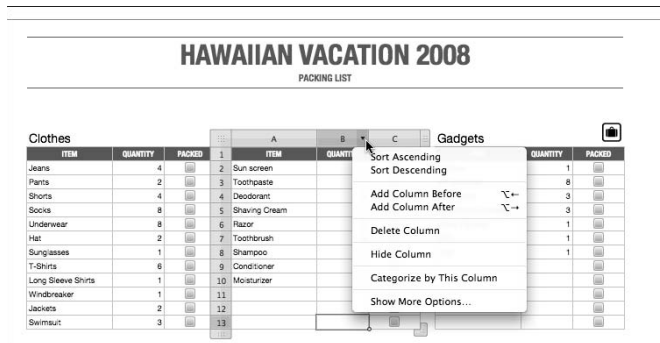 HAWAIIAN VACATION 2008
PACKING LIST
Clothes
ITEM QUANTITY PACKED
Jeans 4
Pants 2
Shorts 4
Socks 8
Underwear 8
Hat 2
Sunglasses 1
T-Shirts 6
Long Sleeve Shirts 1
Windbreaker 1
Jackets 2
Swimsuit 3
A B C
1 ITEM
2 Sun screen
3 Toothpaste
4 Deodorant
5 Shaving Cream
6 Razor
7 Toothbrush
8 Shampoo
9 Conditioner
10 Moisturizer
11
12
13
Sort Ascending
Sort Descending
Add Column Before ⌥←
Add Column After ⌥→
Delete Column
Hide Column
Categorize by This Column
Show More Options...
Gadgets
QUANTITY PACKED
1
8
3
3
1
1
1